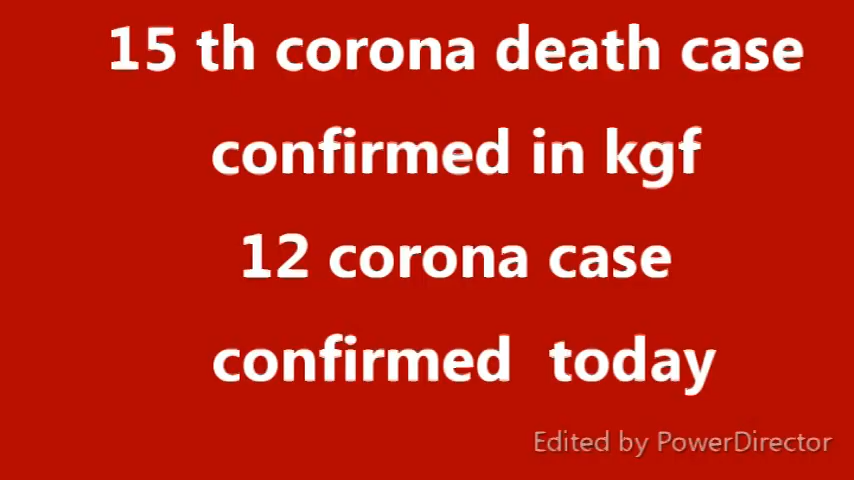 15 th corona death case
confirmed in kgf
12 corona case
confirmed today
Edited by PowerDirector